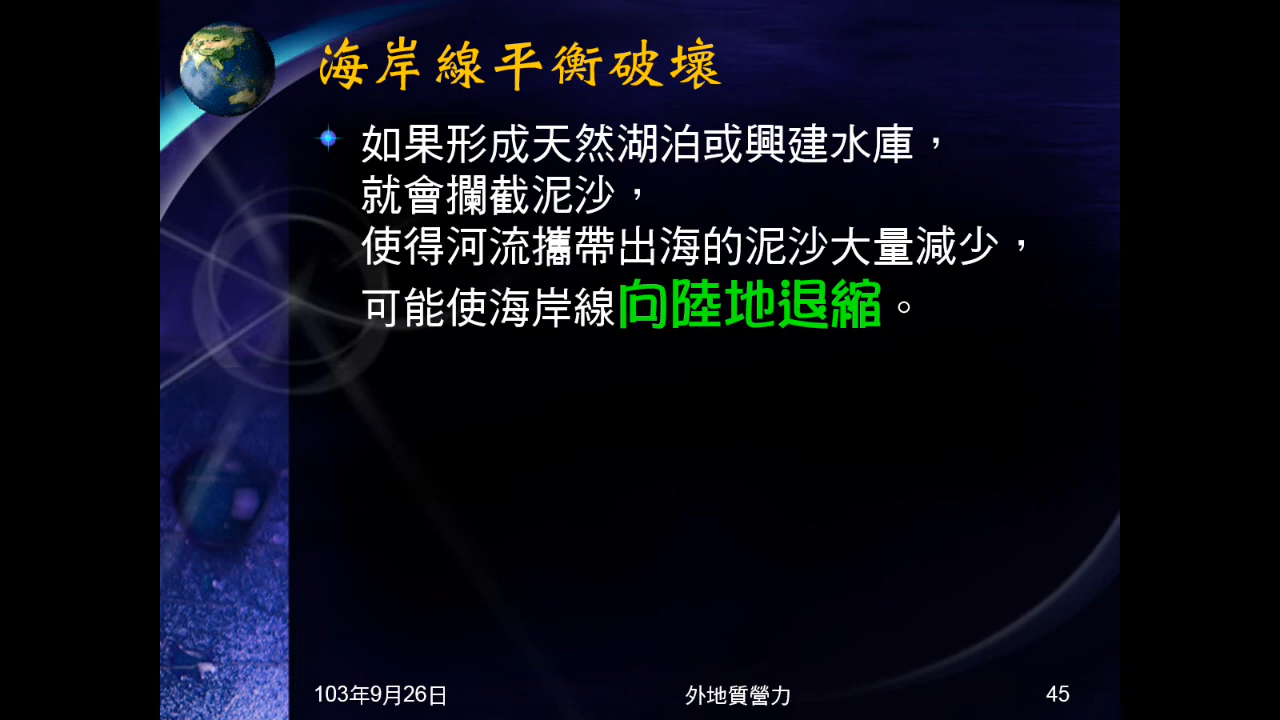 海岸線平衡破壞
如果形成天然湖泊或興建水庫，
就會攔截泥沙，
使得河流攜帶出海的泥沙大量減少，
可能使海岸線向陸地退縮。
103年9月26日
外地質營力
45